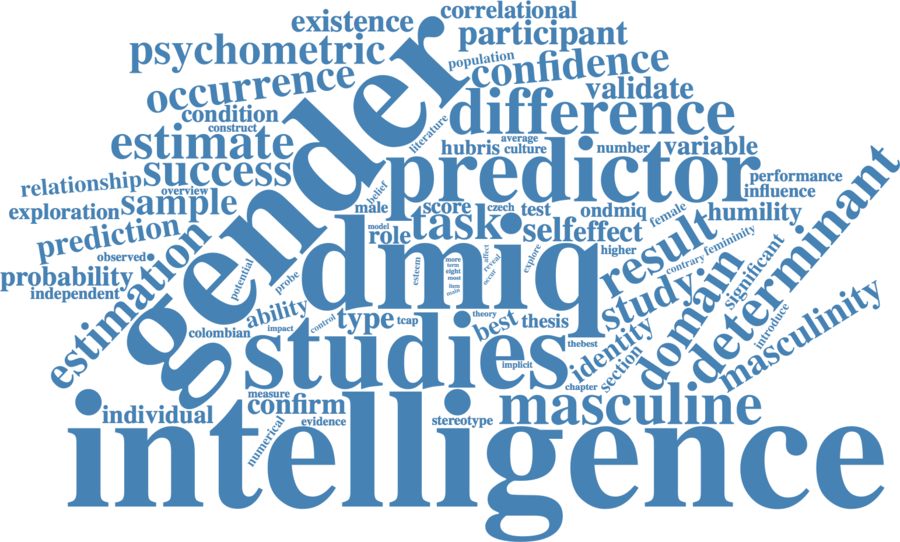 correlational
existence
participant
psychometric
population
confidence
occurrence
validate
condition
difference
construct
literature
estimate
gender
average
hubris
culture
number
variable
predictor
success
relationship
overview
belief
performance
influence
sample
exploration
male
score
czech
test
ondmiq
female
humility
model
role
task
selfeffect
prediction
observed
estimation
probability
independent
potential
probe
dmiq
esteem
more
term
eight
most
item
main
affect
reveal
occur
explore
higher
result
contrary
femininity
significant
determinant
domain
study
introduce
masculinity
ability
colombian
impact
control
type
tcap
theory
best
thesis
thebest
identity
section
chapter
implicit
studies
measure
confirm
individual
evidence
numerical
stereotype
masculine
intelligence